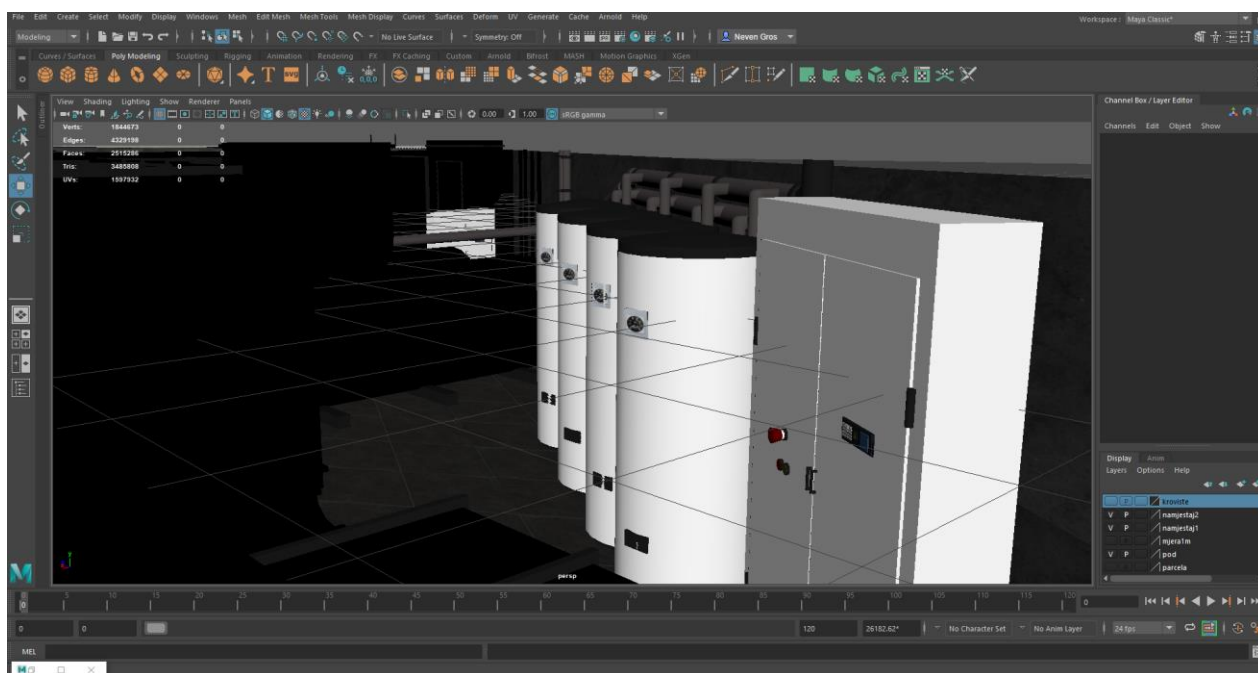 File Edit Create Select Modify Display Windows Mesh Edit Mesh Mesh Tools Mesh Display Curves Surfaces Deform UV Generate Cache Arnold Help
Workspace : Maya Classic*
Modeling No Live Surface Symmetry: Off Neven Gros
Curves / Surfaces Poly Modeling Sculpting Rigging Animation Rendering FX FX Caching Custom Arnold Bifrost MASH Motion Graphics XGen
View Shading Lighting Show Renderer Panels
0.00 1.00 sRGB gamma
Verts: 1844673 0 0
Edges: 4329198 0 0
Faces: 2515286 0 0
Tris: 3485808 0 0
UVs: 1597932 0 0
Outliner
persp
Channel Box / Layer Editor
Channels Edit Object Show
Display Anim
Layers Options Help
P kroviste
V P namjestaj2
V P namjestaj1
mjera1m
V P pod
parcela
0 5 10 15 20 25 30 35 40 45 50 55 60 65 70 75 80 85 90 95 100 105 110 115 120 0
0 0 120 26182.62* No Character Set No Anim Layer 24 fps
MEL